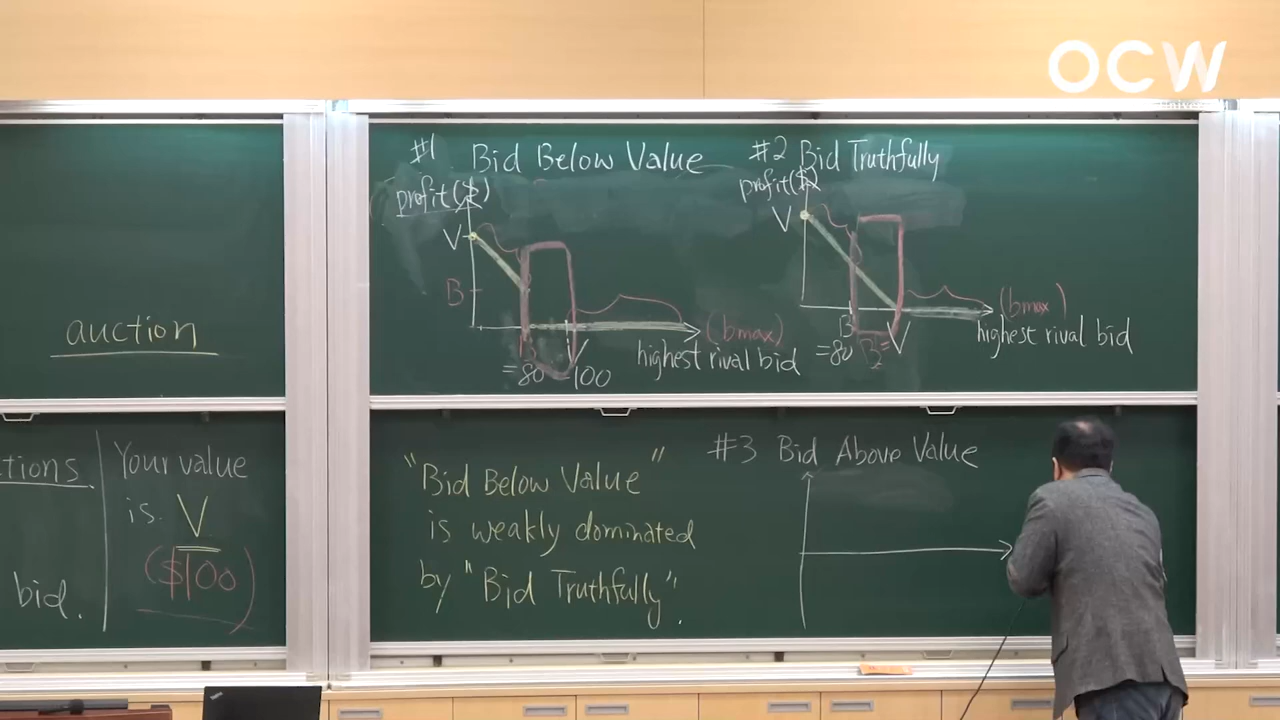 OCW
auction
ctions
bid.
Your value
is V
($100)
#1 Bid Below Value
profit($)
V
B
B
=80
V
=100
(bmax)
highest rival bid
#2 Bid Truthfully
profit($)
V
B
=80
V
(bmax)
highest rival bid
"Bid Below Value"
is weakly dominated
by "Bid Truthfully".
#3 Bid Above Value